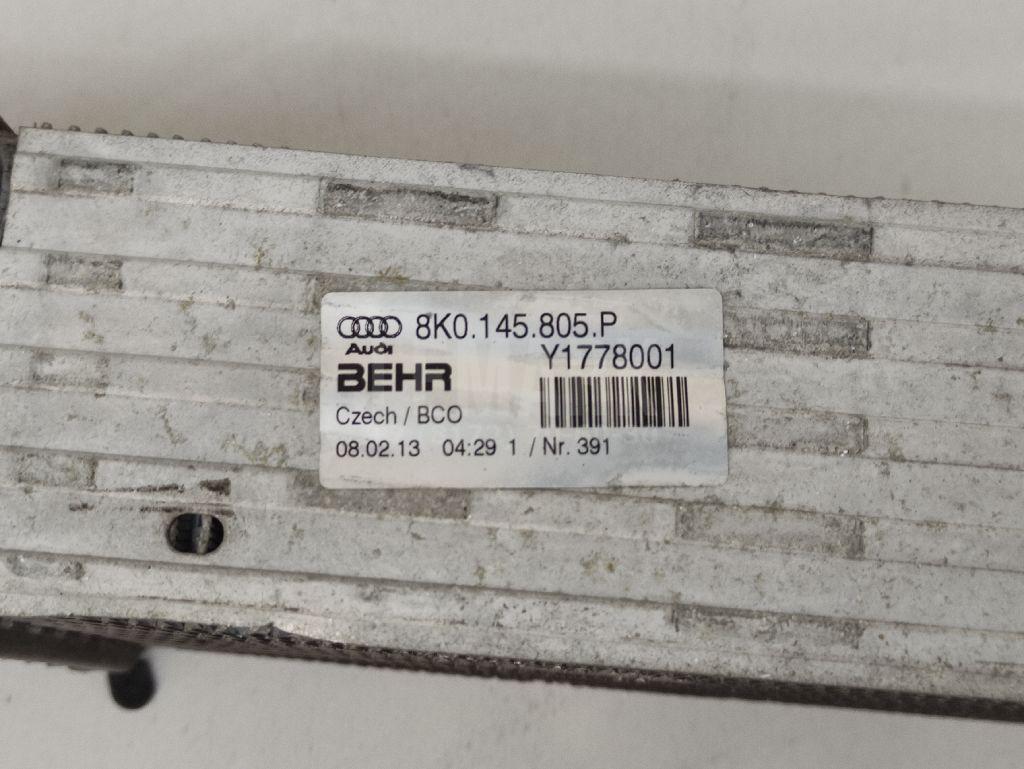 8K0.145.805.P
Audi
Y1778001
BEHR
Czech / BCO
08.02.13 04:29 1 / Nr. 391